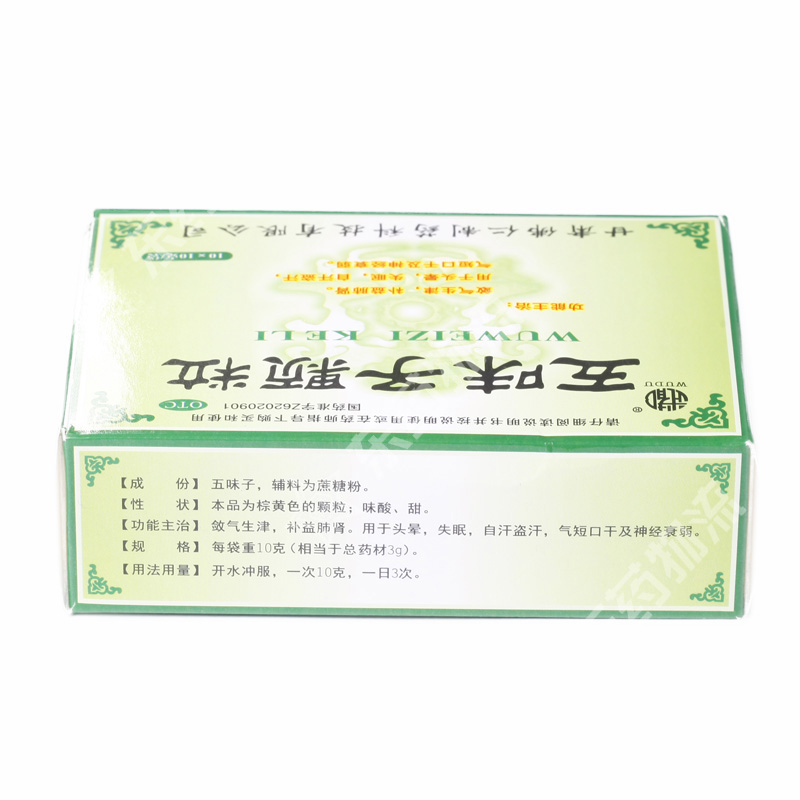 请仔细阅读说明书并按说明使用或在药师指导下购买和使用
国药准字Z62020901
OTC
WUDU
®
五味子颗粒
WUWEIZI KELI
功能主治：
敛气生津，补益肺肾。
用于头晕，失眠，自汗盗汗，
气短口干及神经衰弱。
10×10克/袋
甘肃佛仁制药科技有限公司
【成 份】五味子，辅料为蔗糖粉。
【性 状】本品为棕黄色的颗粒；味酸、甜。
【功能主治】敛气生津，补益肺肾。用于头晕，失眠，自汗盗汗，气短口干及神经衰弱。
【规 格】每袋重10克（相当于总药材3g）。
【用法用量】开水冲服，一次10克，一日3次。